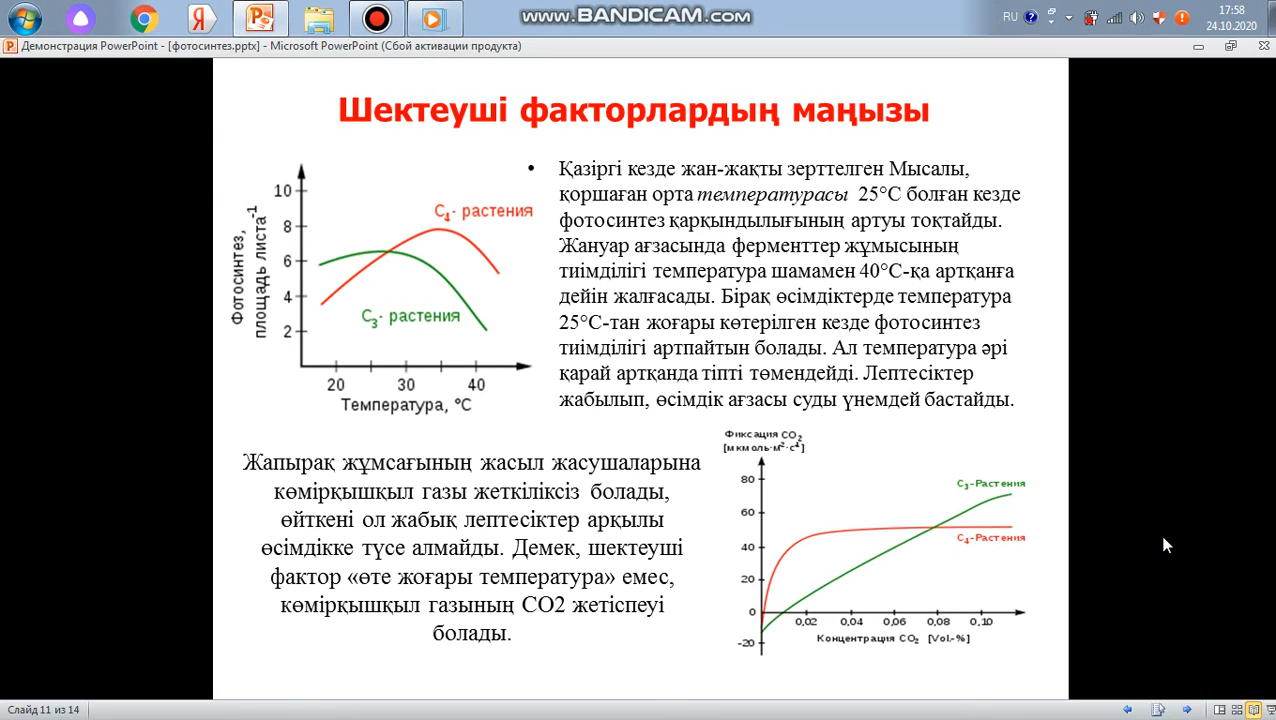 www.BANDICAM.com
RU
17:58
24.10.2020
Демонстрация PowerPoint - [фотосинтез.pptx] - Microsoft PowerPoint (Сбой активации продукта)
Шектеуші факторлардың маңызы
Фотосинтез,
площадь листа⁻¹
10
8
6
4
2
C₄- растения
C₃- растения
20 30 40
Температура, °C
• Қазіргі кезде жан-жақты зерттелген Мысалы,
қоршаған орта температурасы 25°С болған кезде
фотосинтез қарқындылығының артуы тоқтайды.
Жануар ағзасында ферменттер жұмысының
тиімділігі температура шамамен 40°С-қа артқанға
дейін жалғасады. Бірақ өсімдіктерде температура
25°С-тан жоғары көтерілген кезде фотосинтез
тиімділігі артпайтын болады. Ал температура әрі
қарай артқанда тіпті төмендейді. Лептесіктер
жабылып, өсімдік ағзасы суды үнемдей бастайды.
Жапырақ жұмсағының жасыл жасушаларына
көмірқышқыл газы жеткіліксіз болады,
өйткені ол жабық лептесіктер арқылы
өсімдікке түсе алмайды. Демек, шектеуші
фактор «өте жоғары температура» емес,
көмірқышқыл газының СО2 жетіспеуі
болады.
Фиксация CO₂
[мкмоль·м²·с⁴]
80
60
40
20
0
-20
C₃-Растения
C₄-Растения
0,02 0,04 0,06 0,08 0,10
Концентрация CO₂ [Vol.-%]
Слайд 11 из 14